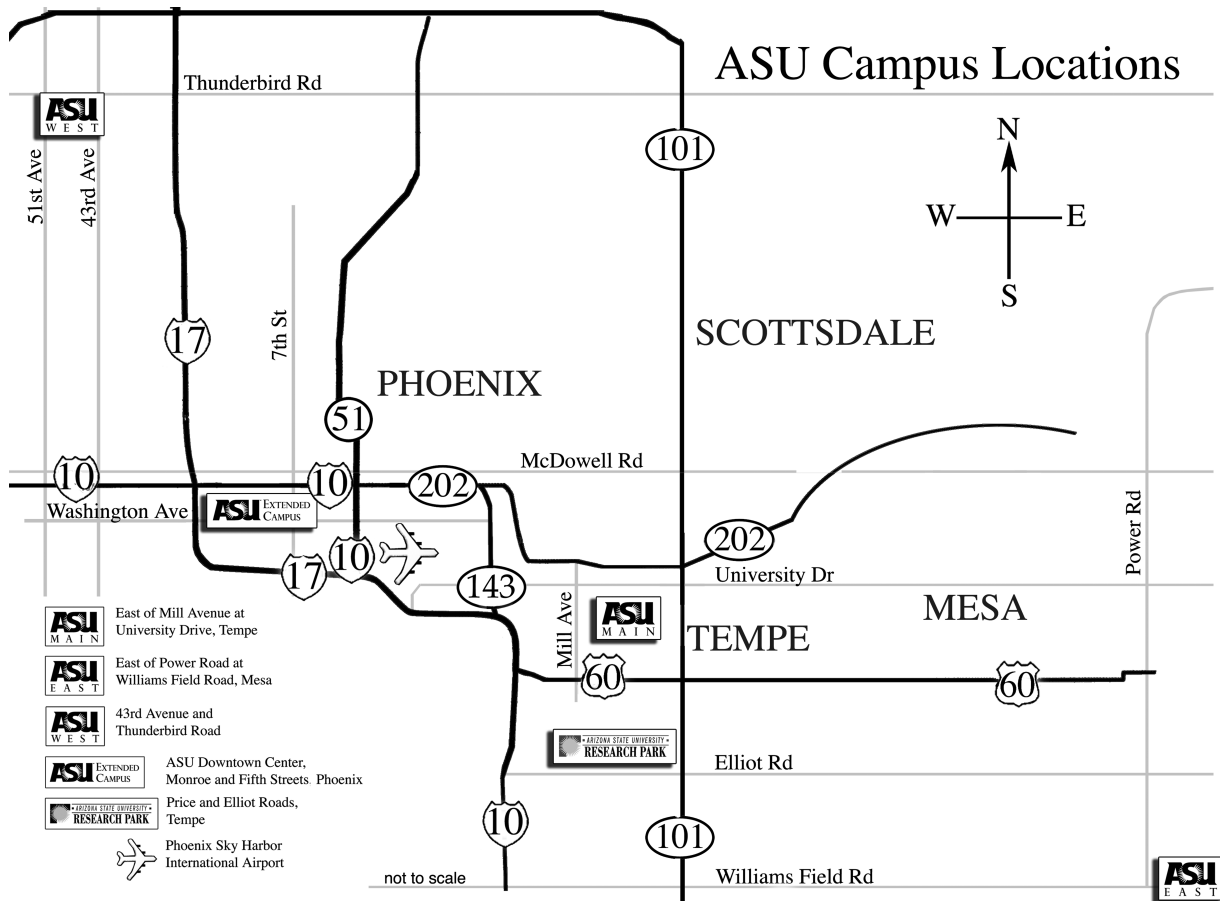 ASU Campus Locations
Thunderbird Rd
ASU
WEST
51st Ave
43rd Ave
101
N
W E
S
17
7th St
SCOTTSDALE
PHOENIX
51
McDowell Rd
10
10
202
Washington Ave
ASU EXTENDED CAMPUS
202
Power Rd
10
17
143
University Dr
MESA
Mill Ave
ASU
MAIN
TEMPE
60
60
ARIZONA STATE UNIVERSITY
RESEARCH PARK
Elliot Rd
10
101
Williams Field Rd
not to scale
ASU
EAST
ASU
MAIN
East of Mill Avenue at
University Drive, Tempe
ASU
EAST
East of Power Road at
Williams Field Road, Mesa
ASU
WEST
43rd Avenue and
Thunderbird Road
ASU EXTENDED CAMPUS
ASU Downtown Center,
Monroe and Fifth Streets Phoenix
ARIZONA STATE UNIVERSITY
RESEARCH PARK
Price and Elliot Roads,
Tempe
Phoenix Sky Harbor
International Airport